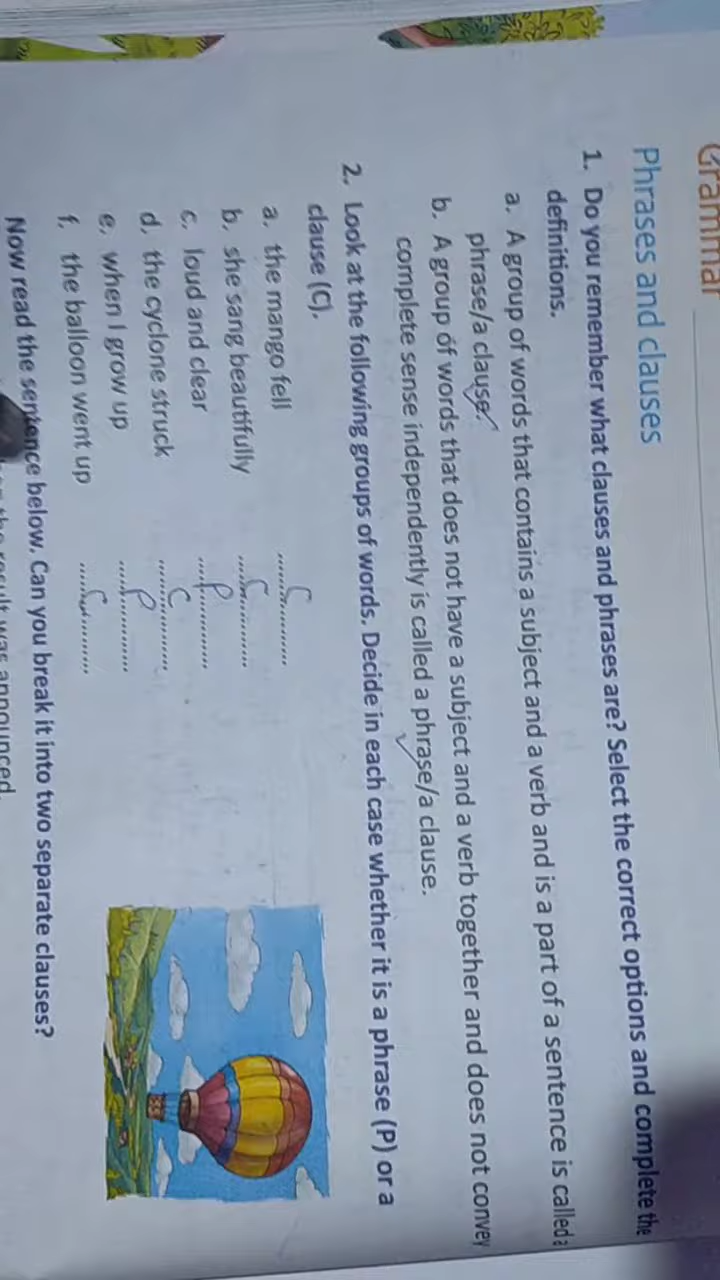 Grammar
Phrases and clauses
1. Do you remember what clauses and phrases are? Select the correct options and complete the
definitions.
a. A group of words that contains a subject and a verb and is a part of a sentence is called a
phrase/a clause.
b. A group of words that does not have a subject and a verb together and does not convey
complete sense independently is called a phrase/a clause.
2. Look at the following groups of words. Decide in each case whether it is a phrase (P) or a
clause (C).
a. the mango fell ......C..........
b. she sang beautifully ......C..........
c. loud and clear ......P..........
d. the cyclone struck ......C..........
e. when I grow up ......P..........
f. the balloon went up ......C..........
Now read the sentence below. Can you break it into two separate clauses?
the result was announced.